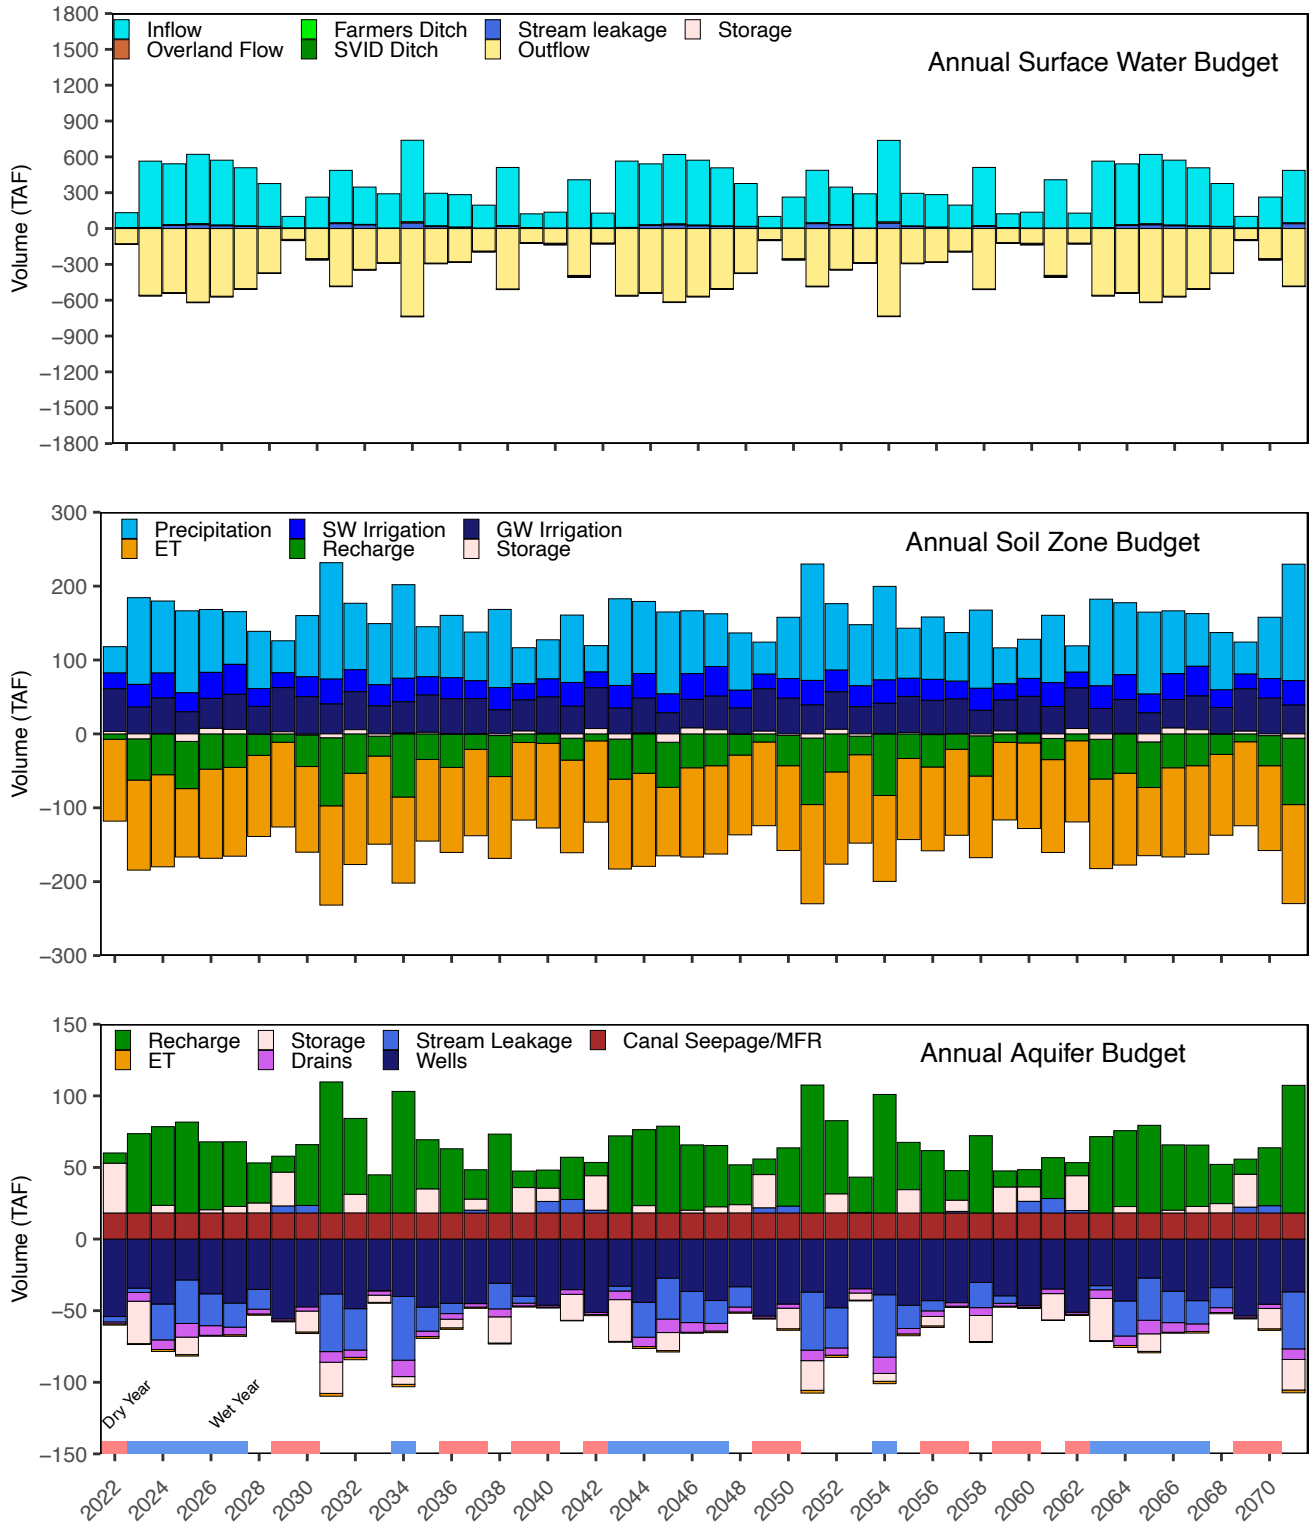 1800
1500
1200
900
600
300
0
−300
−600
−900
−1200
−1500
−1800
Volume (TAF)
Inflow Farmers Ditch Stream leakage Storage
Overland Flow SVID Ditch Outflow
Annual Surface Water Budget
300
200
100
0
−100
−200
−300
Volume (TAF)
Precipitation SW Irrigation GW Irrigation
ET Recharge Storage
Annual Soil Zone Budget
150
100
50
0
−50
−100
−150
Volume (TAF)
Recharge Storage Stream Leakage Canal Seepage/MFR
ET Drains Wells
Annual Aquifer Budget
Dry Year
Wet Year
2022 2024 2026 2028 2030 2032 2034 2036 2038 2040 2042 2044 2046 2048 2050 2052 2054 2056 2058 2060 2062 2064 2066 2068 2070